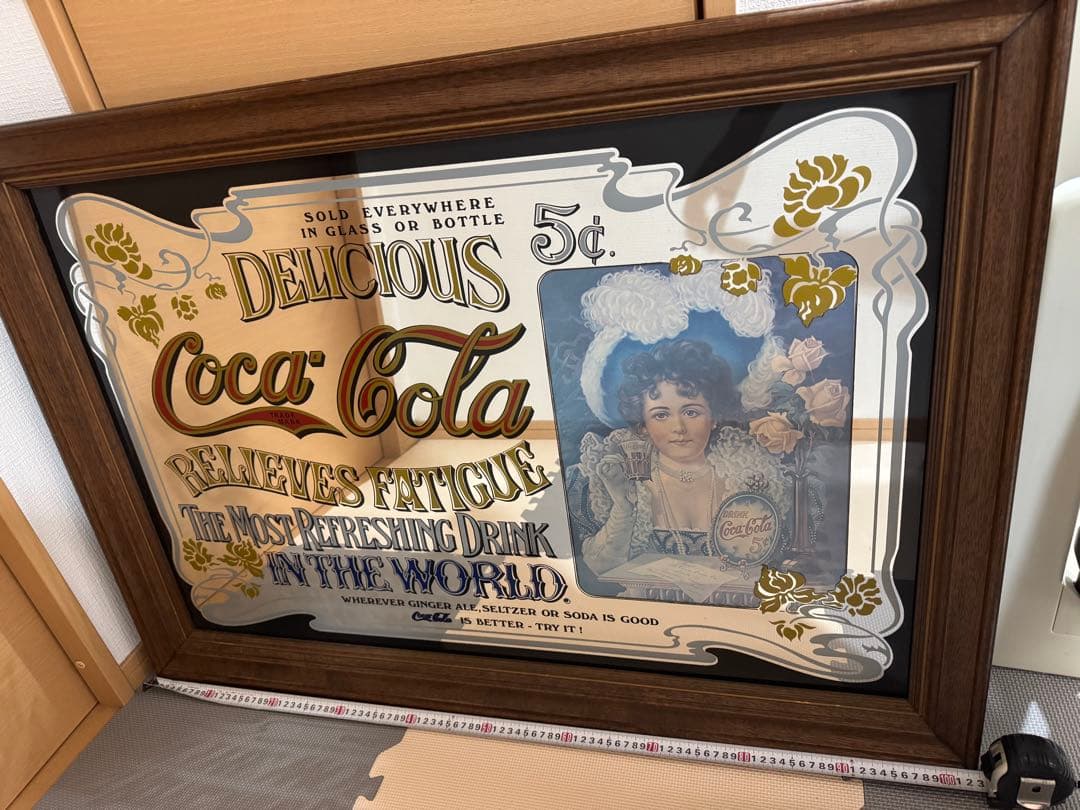 SOLD EVERYWHERE
IN GLASS OR BOTTLE
5¢.
DELICIOUS
Coca-Cola
TRADE MARK
RELIEVES FATIGUE
THE MOST REFRESHING DRINK
IN THE WORLD.
WHEREVER GINGER ALE, SELTZER OR SODA IS GOOD
Coca-Cola IS BETTER - TRY IT!
DRINK
Coca-Cola
5¢